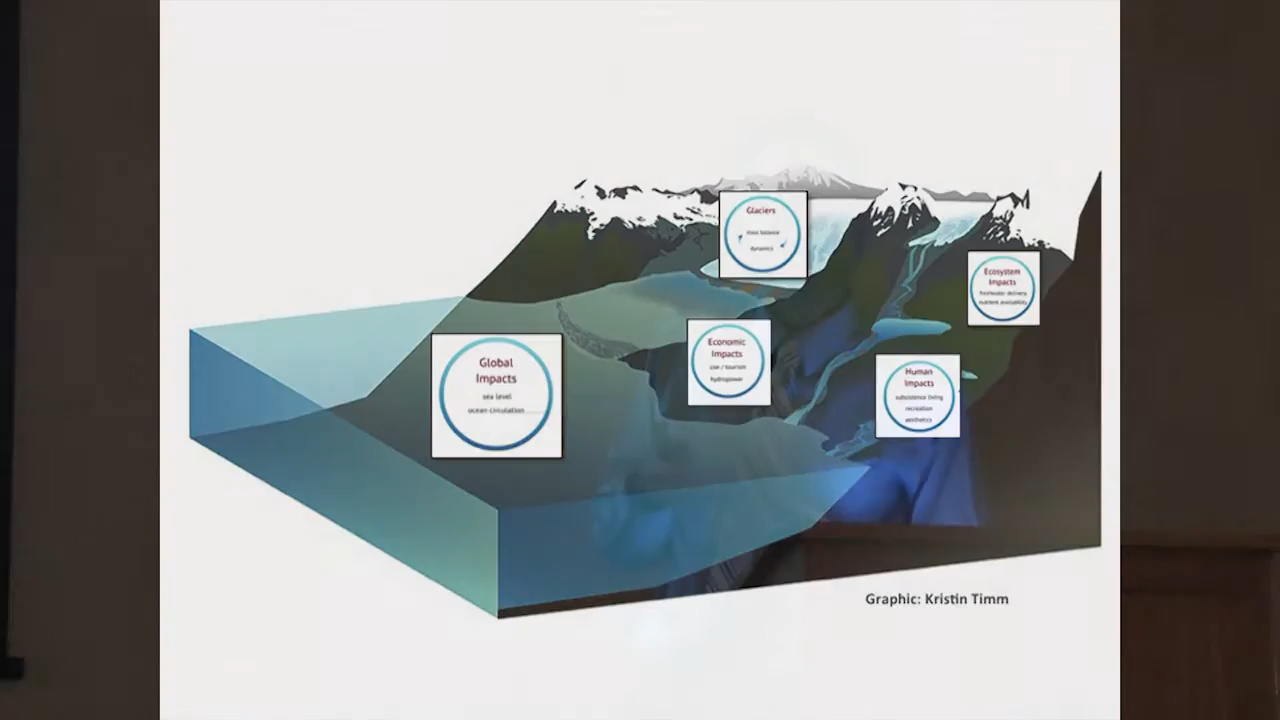 Glaciers
mass balance
dynamics
Ecosystem
Impacts
freshwater delivery
nutrient availability
Global
Impacts
sea level
ocean circulation
Economic
Impacts
use / tourism
hydropower
Human
Impacts
subsistence living
recreation
aesthetics
Graphic: Kristin Timm